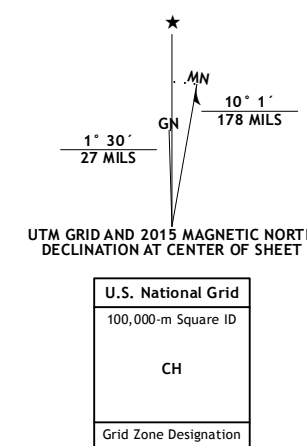 ★
MN
GN
10° 1´
178 MILS
1° 30´
27 MILS
UTM GRID AND 2015 MAGNETIC NORTH
DECLINATION AT CENTER OF SHEET
U.S. National Grid
100,000-m Square ID
CH
Grid Zone Designation